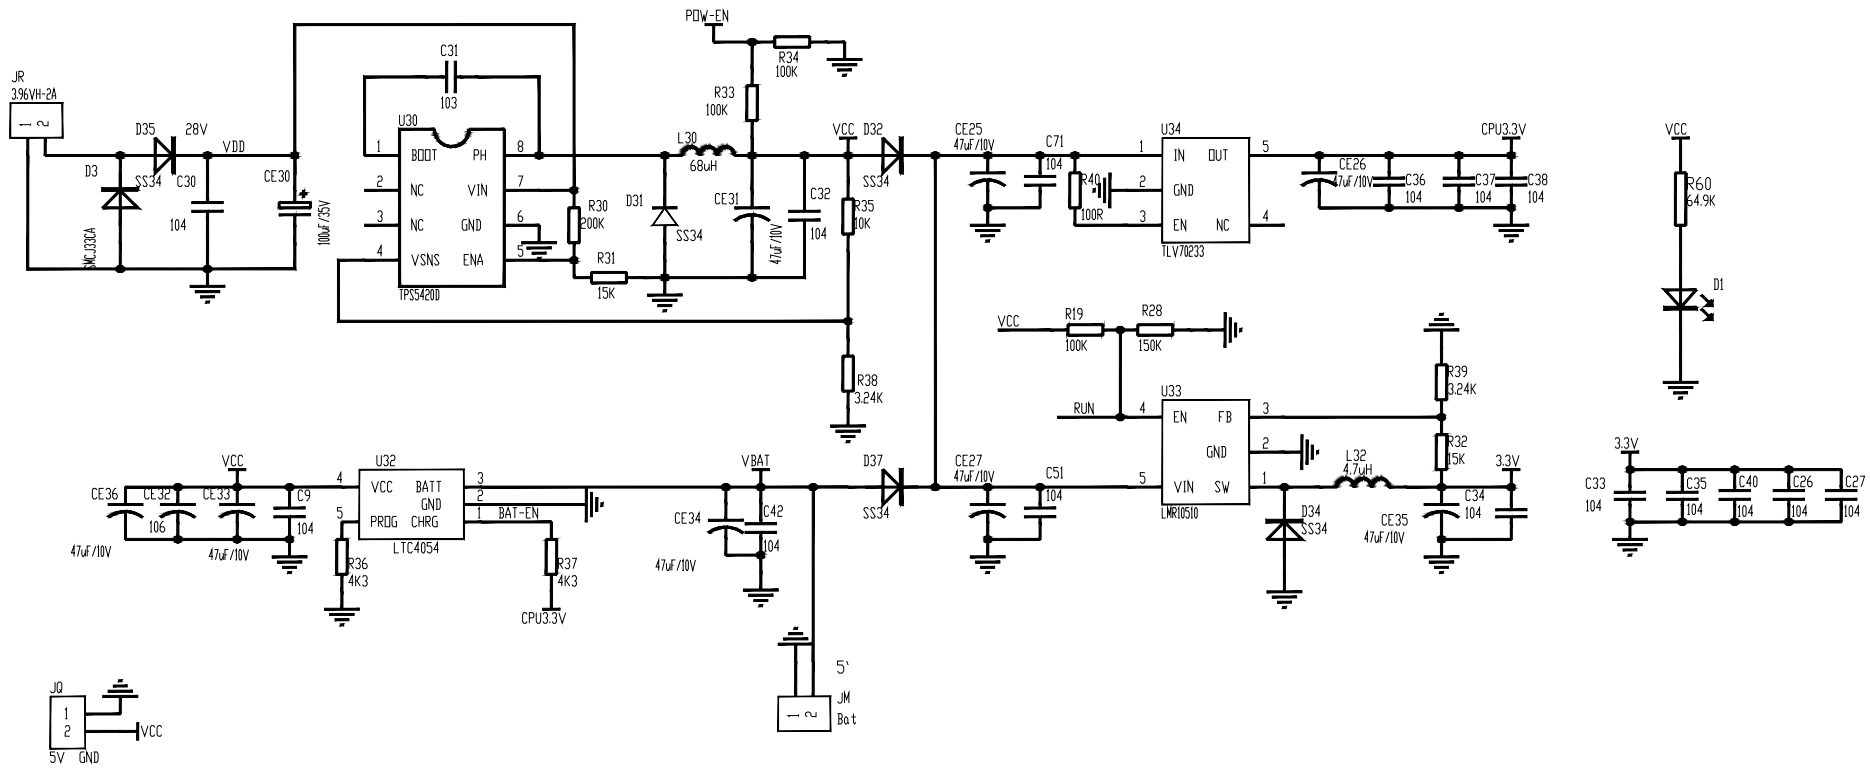 POW-EN
R34
100K
R33
100K
C31
103
JR
3.96VH-2A
1 2
D35
28V
VDD
D3
SS34
C30
CE30
104
SMCJ33CA
100uF/35V
U30
1
BOOT
PH
8
2
NC
VIN
7
3
NC
GND
6
4
VSNS
ENA
5
TPS5420D
R30
200K
R31
15K
L30
68uH
D31
SS34
CE31
47uF/10V
C32
104
VCC
D32
SS34
R35
10K
R38
3.24K
CE25
47uF/10V
C71
104
R40
100R
U34
1
IN
OUT
5
2
GND
3
EN
NC
4
TLV70233
CE26
47uF/10V
C36
104
C37
104
CPU3.3V
C38
104
VCC
R60
64.9K
D1
VCC
R19
100K
R28
150K
RUN
U33
4
EN
FB
3
GND
2
5
VIN
SW
1
LMR10510
R39
3.24K
R32
15K
L32
4.7uH
3.3V
D34
SS34
CE35
47uF/10V
C34
104
3.3V
C33
104
C35
104
C40
104
C26
104
C27
104
VCC
CE36
CE32
CE33
C9
106
104
47uF/10V
47uF/10V
U32
4
VCC
BATT
3
GND
2
5
PROG
CHRG
1
BAT-EN
LTC4054
R36
4K3
R37
4K3
CPU3.3V
VBAT
CE34
C42
104
47uF/10V
D37
SS34
CE27
47uF/10V
C51
104
5'
JM
1 2
Bat
JQ
1
2
VCC
5V GND